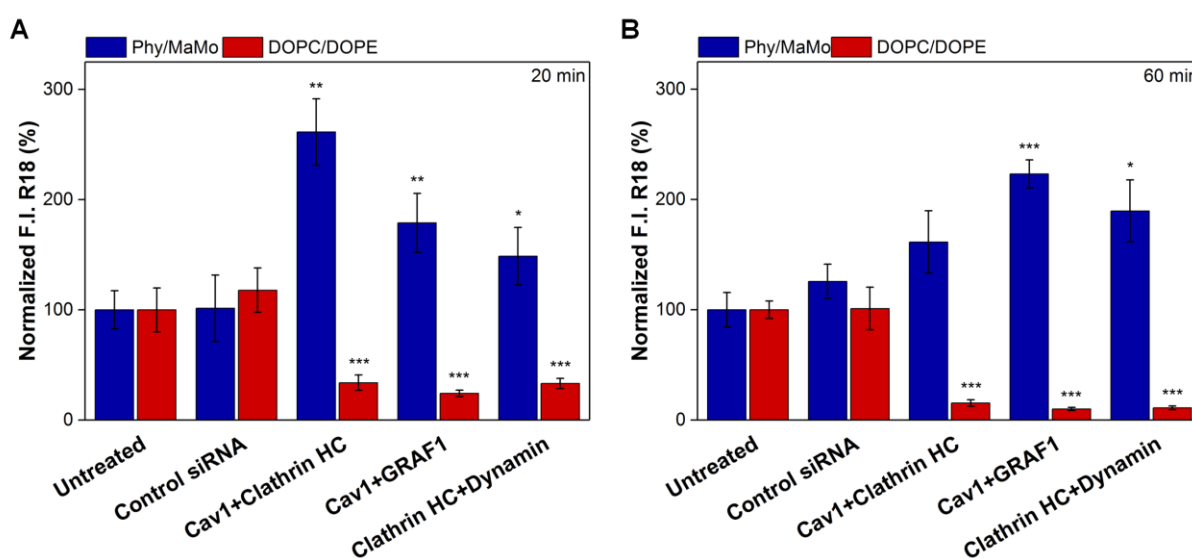 A
Phy/MaMo DOPC/DOPE
20 min
Normalized F.I. R18 (%)
300
200
100
0
**
**
*
***
***
***
Untreated
Control siRNA
Cav1+Clathrin HC
Cav1+GRAF1
Clathrin HC+Dynamin
B
Phy/MaMo DOPC/DOPE
60 min
Normalized F.I. R18 (%)
300
200
100
0
***
*
***
***
***
Untreated
Control siRNA
Cav1+Clathrin HC
Cav1+GRAF1
Clathrin HC+Dynamin